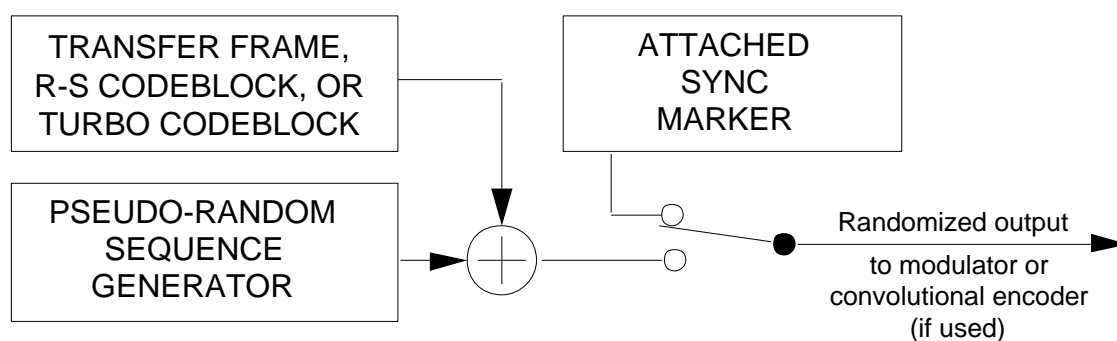 TRANSFER FRAME,
R-S CODEBLOCK, OR
TURBO CODEBLOCK
ATTACHED
SYNC
MARKER
PSEUDO-RANDOM
SEQUENCE
GENERATOR
Randomized output
to modulator or
convolutional encoder
(if used)